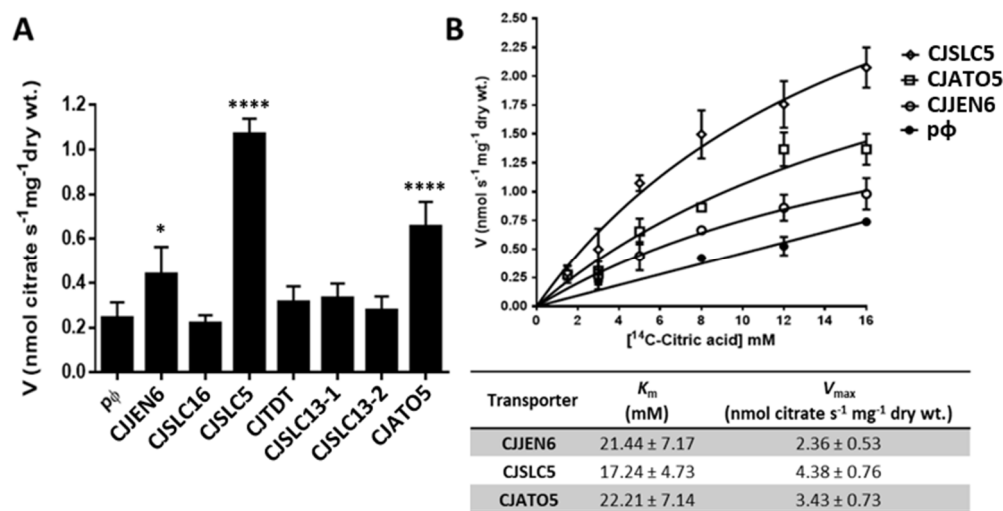 A
V (nmol citrate s⁻¹mg⁻¹dry wt.)
1.2
1.0
0.8
0.6
0.4
0.2
0.0
*
****
****
pϕ
CJJEN6
CJSLC16
CJSLC5
CJTDT
CJSLC13-1
CJSLC13-2
CJATO5
B
V (nmol s⁻¹ mg⁻¹ dry wt.)
2.50
2.25
2.00
1.75
1.50
1.25
1.00
0.75
0.50
0.25
0.00
0 2 4 6 8 10 12 14 16
[¹⁴C-Citric acid] mM
CJSLC5
CJATO5
CJJEN6
pϕ
Transporter Kₘ (mM) Vₘₐₓ (nmol citrate s⁻¹ mg⁻¹ dry wt.)
CJJEN6 21.44 ± 7.17 2.36 ± 0.53
CJSLC5 17.24 ± 4.73 4.38 ± 0.76
CJATO5 22.21 ± 7.14 3.43 ± 0.73